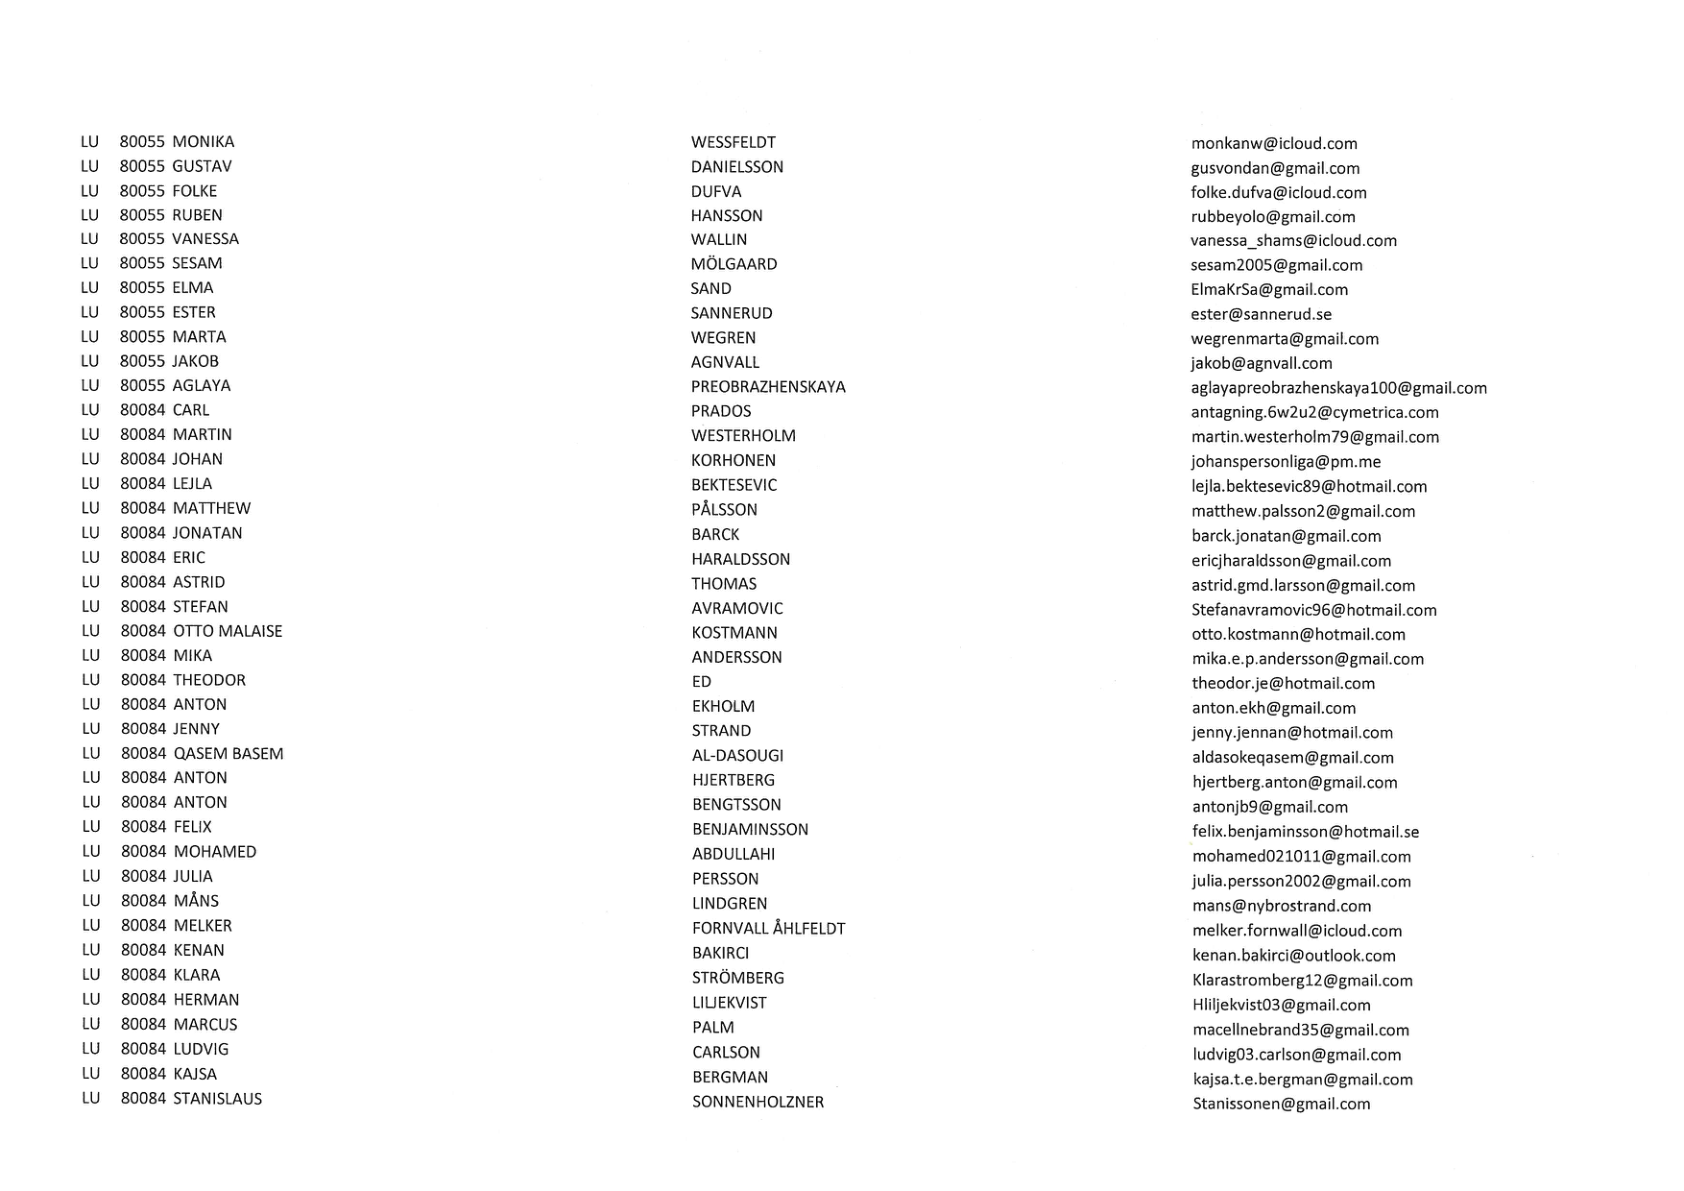 LU 80055 MONIKA WESSFELDT monkanw@icloud.com
LU 80055 GUSTAV DANIELSSON gusvondan@gmail.com
LU 80055 FOLKE DUFVA folke.dufva@icloud.com
LU 80055 RUBEN HANSSON rubbeyolo@gmail.com
LU 80055 VANESSA WALLIN vanessa_shams@icloud.com
LU 80055 SESAM MÖLGAARD sesam2005@gmail.com
LU 80055 ELMA SAND ElmaKrSa@gmail.com
LU 80055 ESTER SANNERUD ester@sannerud.se
LU 80055 MARTA WEGREN wegrenmarta@gmail.com
LU 80055 JAKOB AGNVALL jakob@agnvall.com
LU 80055 AGLAYA PREOBRAZHENSKAYA aglayapreobrazhenskaya100@gmail.com
LU 80084 CARL PRADOS antagning.6w2u2@cymetrica.com
LU 80084 MARTIN WESTERHOLM martin.westerholm79@gmail.com
LU 80084 JOHAN KORHONEN johanspersonliga@pm.me
LU 80084 LEJLA BEKTESEVIC lejla.bektesevic89@hotmail.com
LU 80084 MATTHEW PÅLSSON matthew.palsson2@gmail.com
LU 80084 JONATAN BARCK barck.jonatan@gmail.com
LU 80084 ERIC HARALDSSON ericjharaldsson@gmail.com
LU 80084 ASTRID THOMAS astrid.gmd.larsson@gmail.com
LU 80084 STEFAN AVRAMOVIC Stefanavramovic96@hotmail.com
LU 80084 OTTO MALAISE KOSTMANN otto.kostmann@hotmail.com
LU 80084 MIKA ANDERSSON mika.e.p.andersson@gmail.com
LU 80084 THEODOR ED theodor.je@hotmail.com
LU 80084 ANTON EKHOLM anton.ekh@gmail.com
LU 80084 JENNY STRAND jenny.jennan@hotmail.com
LU 80084 QASEM BASEM AL-DASOUGI aldasokeqasem@gmail.com
LU 80084 ANTON HJERTBERG hjertberg.anton@gmail.com
LU 80084 ANTON BENGTSSON antonjb9@gmail.com
LU 80084 FELIX BENJAMINSSON felix.benjaminsson@hotmail.se
LU 80084 MOHAMED ABDULLAHI mohamed021011@gmail.com
LU 80084 JULIA PERSSON julia.persson2002@gmail.com
LU 80084 MÅNS LINDGREN mans@nybrostrand.com
LU 80084 MELKER FORNVALL ÅHLFELDT melker.fornwall@icloud.com
LU 80084 KENAN BAKIRCI kenan.bakirci@outlook.com
LU 80084 KLARA STRÖMBERG Klarastromberg12@gmail.com
LU 80084 HERMAN LILJEKVIST Hliljekvist03@gmail.com
LU 80084 MARCUS PALM macellnebrand35@gmail.com
LU 80084 LUDVIG CARLSON ludvig03.carlson@gmail.com
LU 80084 KAJSA BERGMAN kajsa.t.e.bergman@gmail.com
LU 80084 STANISLAUS SONNENHOLZNER Stanissonen@gmail.com